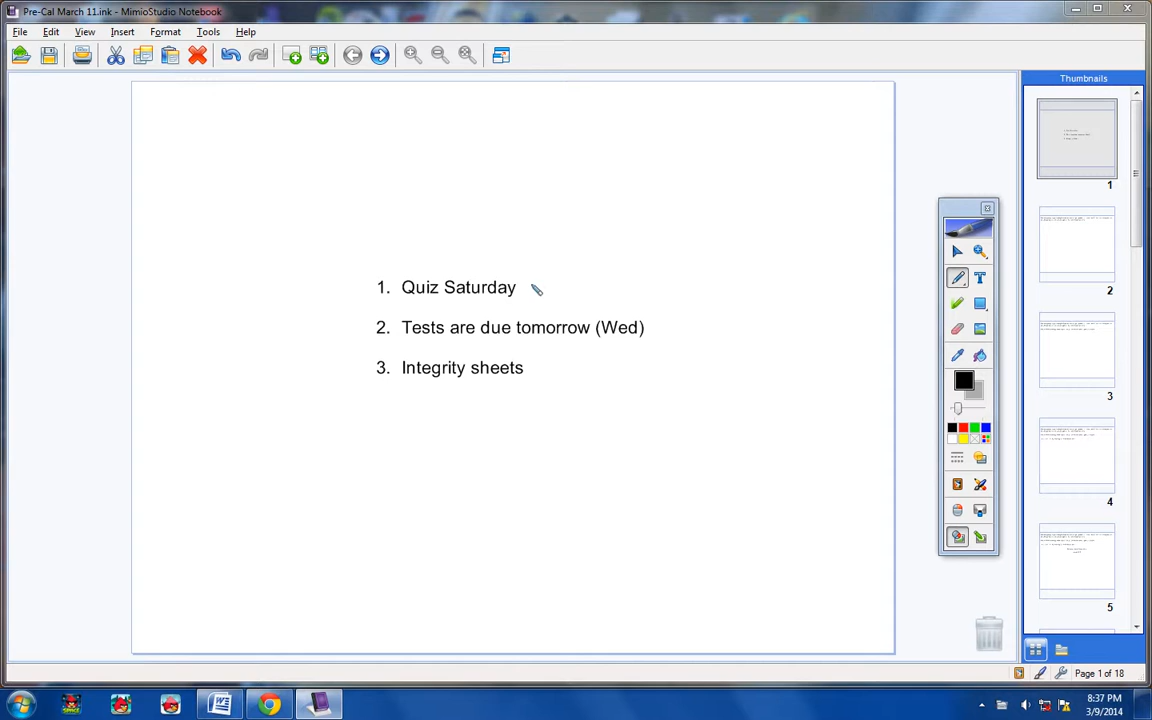 Pre-Cal March 11.ink - MimioStudio Notebook
File Edit View Insert Format Tools Help
Thumbnails
1. Quiz Saturday
2. Tests are due tomorrow (Wed)
3. Integrity sheets
1
2
3
4
5
T
Page 1 of 18
8:37 PM
3/9/2014